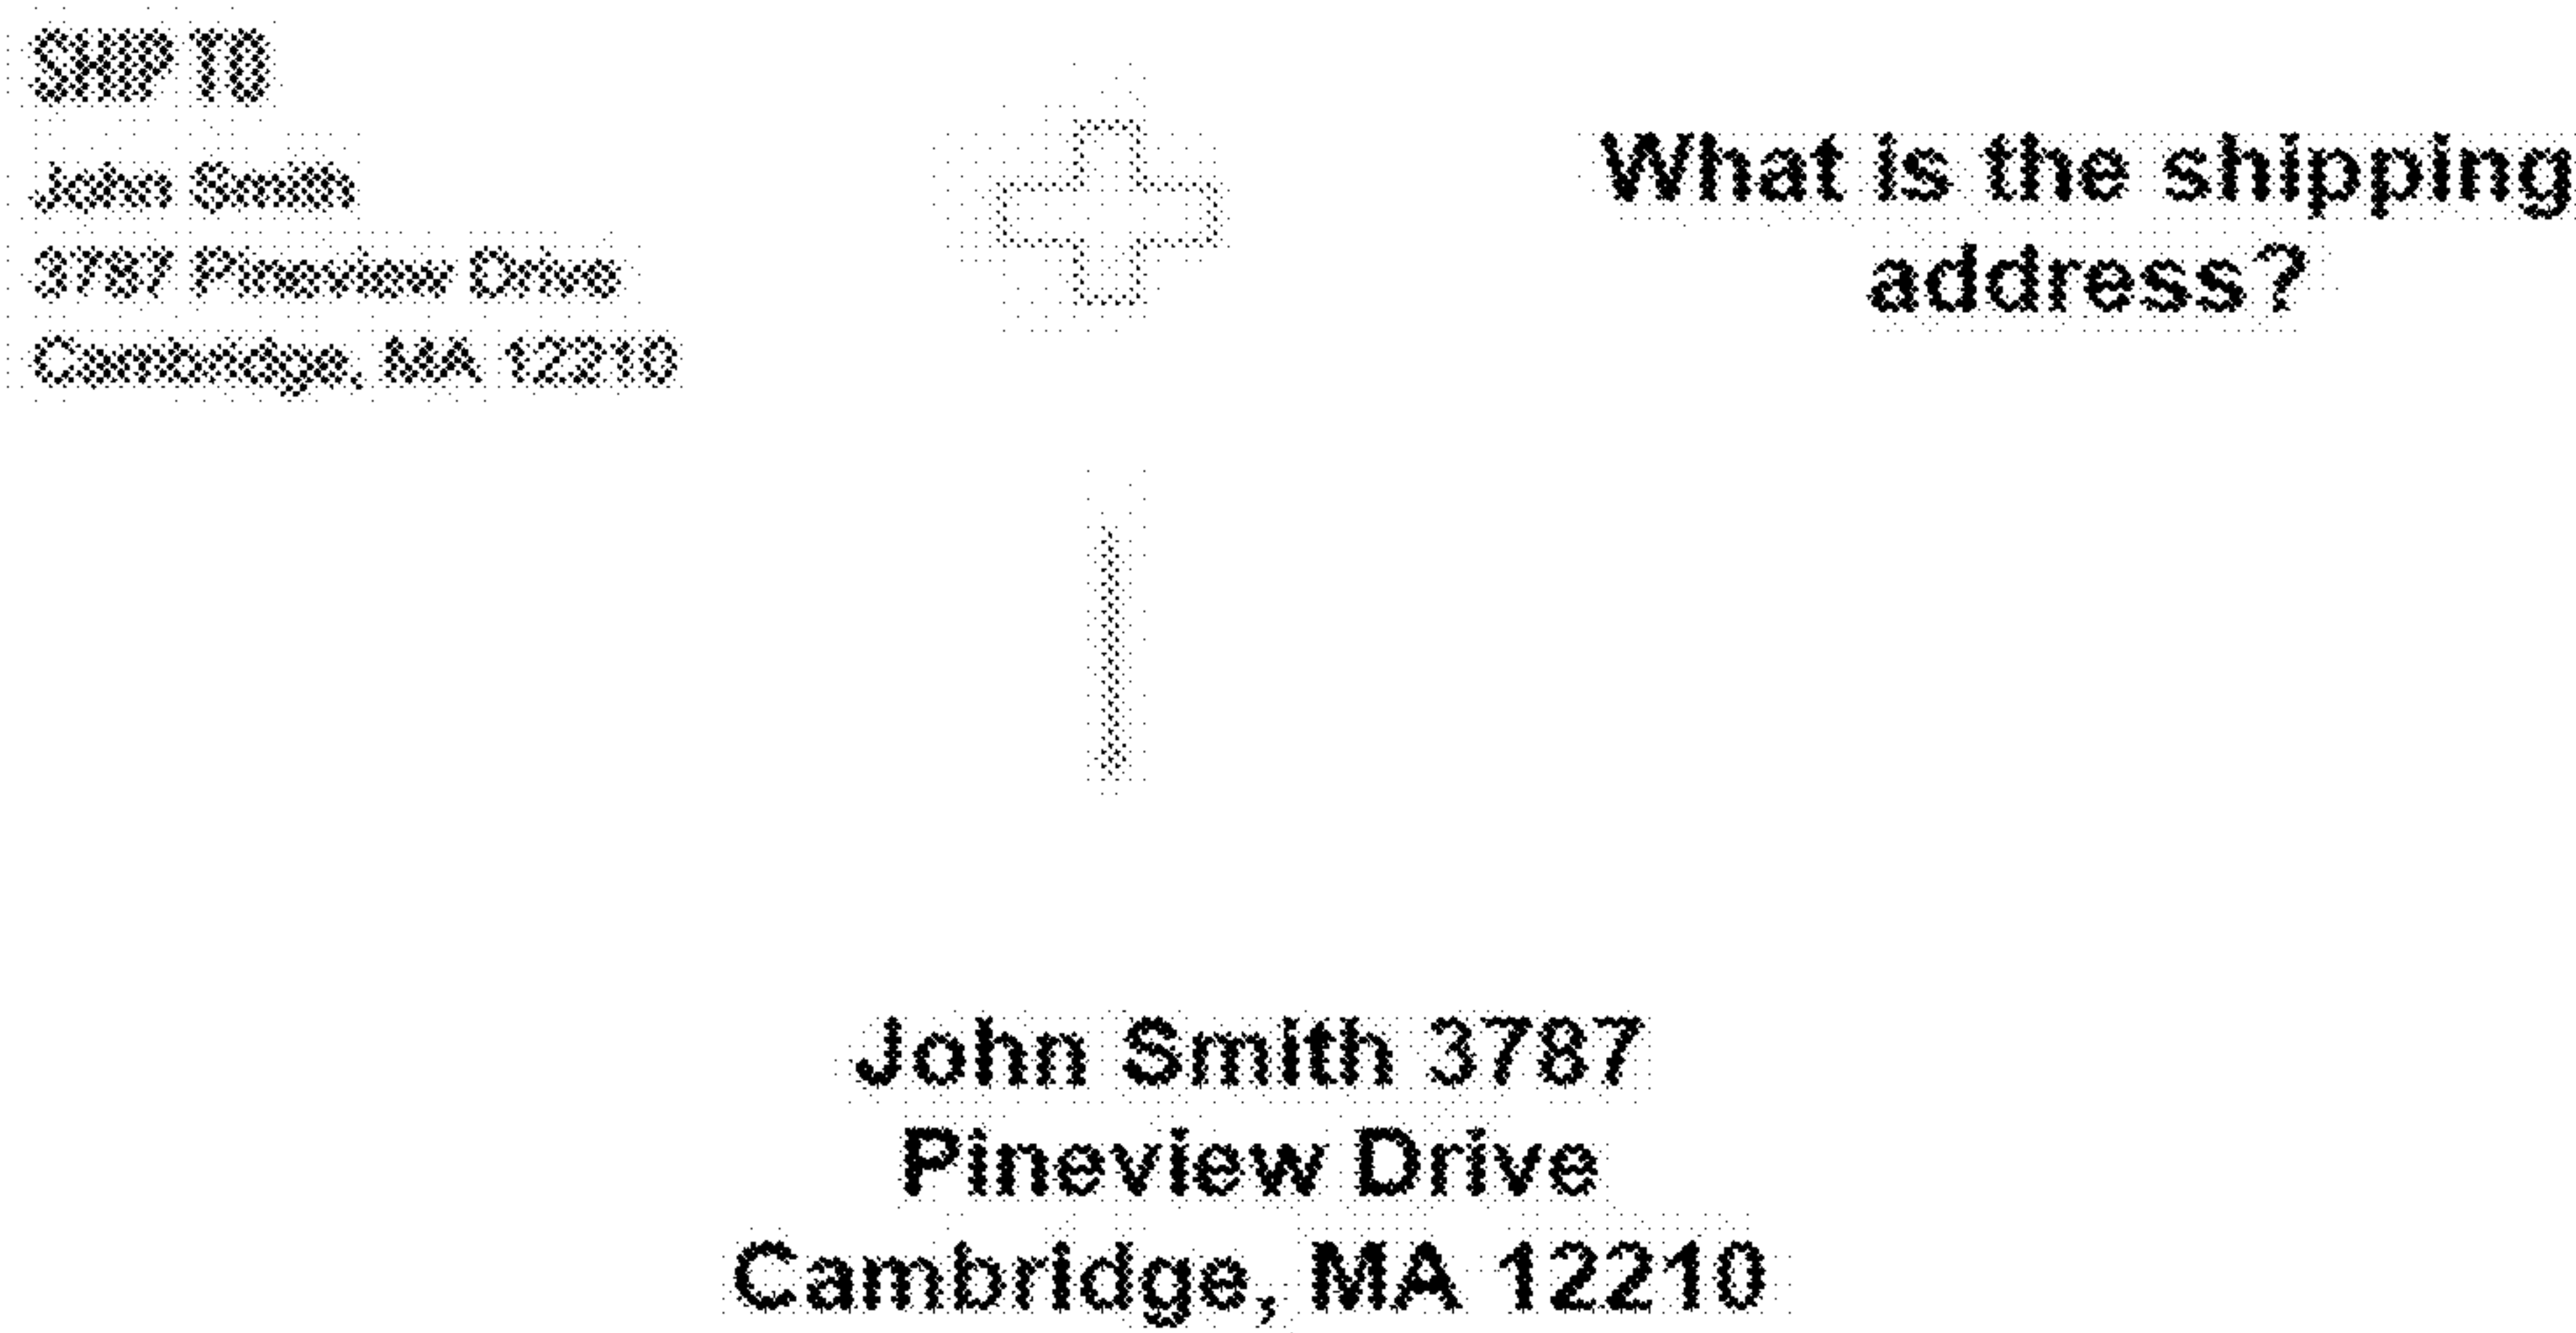 SHIP TO
John Smith
3787 Pineview Drive
Cambridge, MA 12210
What is the shipping
address?
John Smith 3787
Pineview Drive
Cambridge, MA 12210